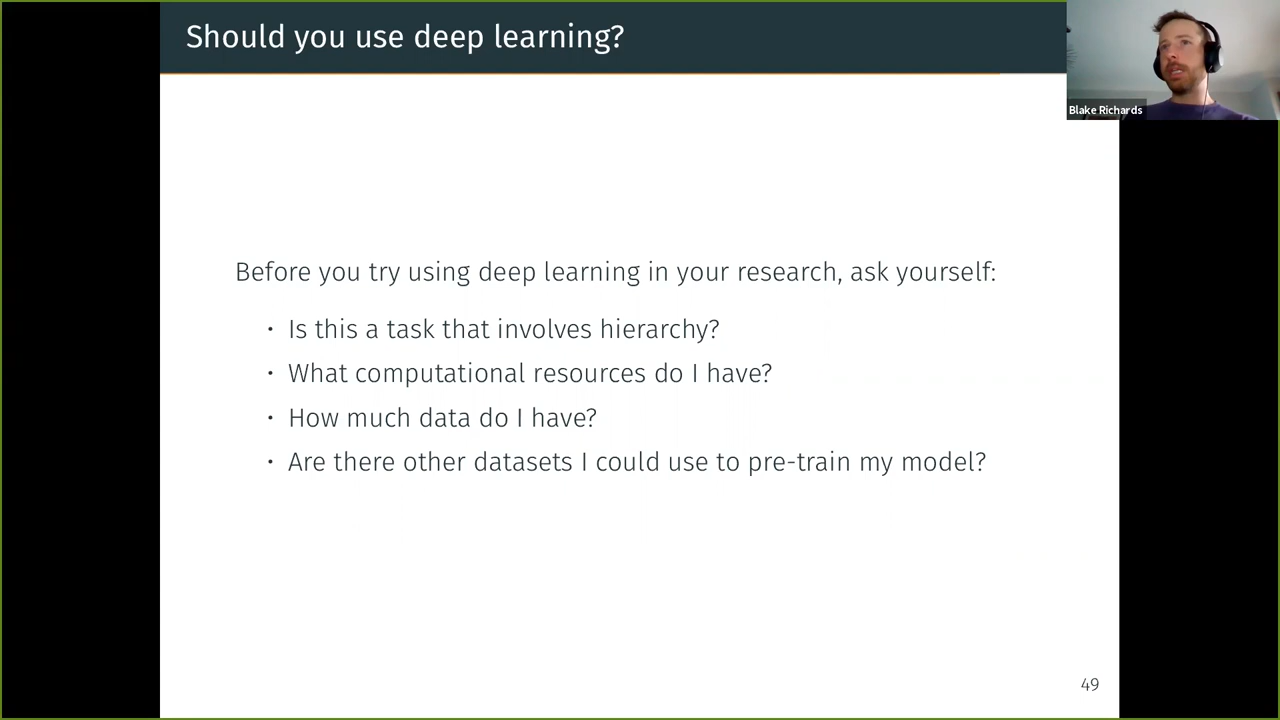 Should you use deep learning?
Blake Richards
Before you try using deep learning in your research, ask yourself:
· Is this a task that involves hierarchy?
· What computational resources do I have?
· How much data do I have?
· Are there other datasets I could use to pre-train my model?
49